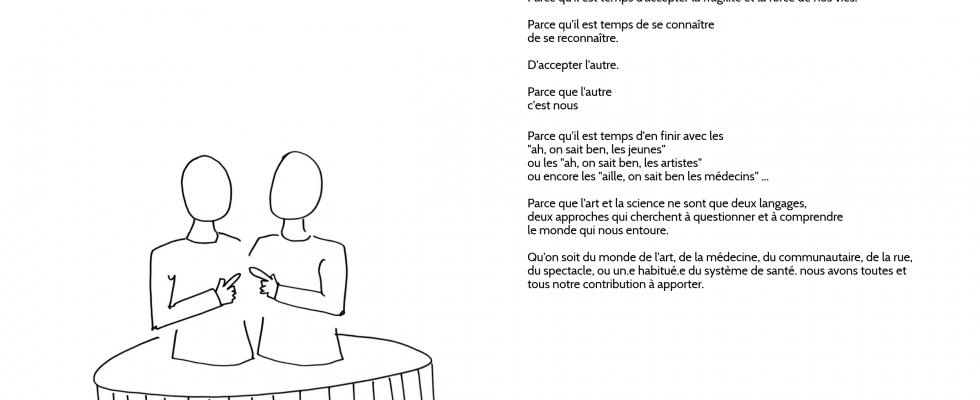 Parce qu'il est temps d'accepter la fragilité et la force de nos vies.
Parce qu'il est temps de se connaître
de se reconnaître.
D'accepter l'autre.
Parce que l'autre
c'est nous
Parce qu'il est temps d'en finir avec les
"ah, on sait ben, les jeunes"
ou les "ah, on sait ben, les artistes"
ou encore les "aille, on sait ben les médecins" ...
Parce que l'art et la science ne sont que deux langages,
deux approches qui cherchent à questionner et à comprendre
le monde qui nous entoure.
Qu'on soit du monde de l'art, de la médecine, du communautaire, de la rue,
du spectacle, ou un.e habitué.e du système de santé. nous avons toutes et
tous notre contribution à apporter.